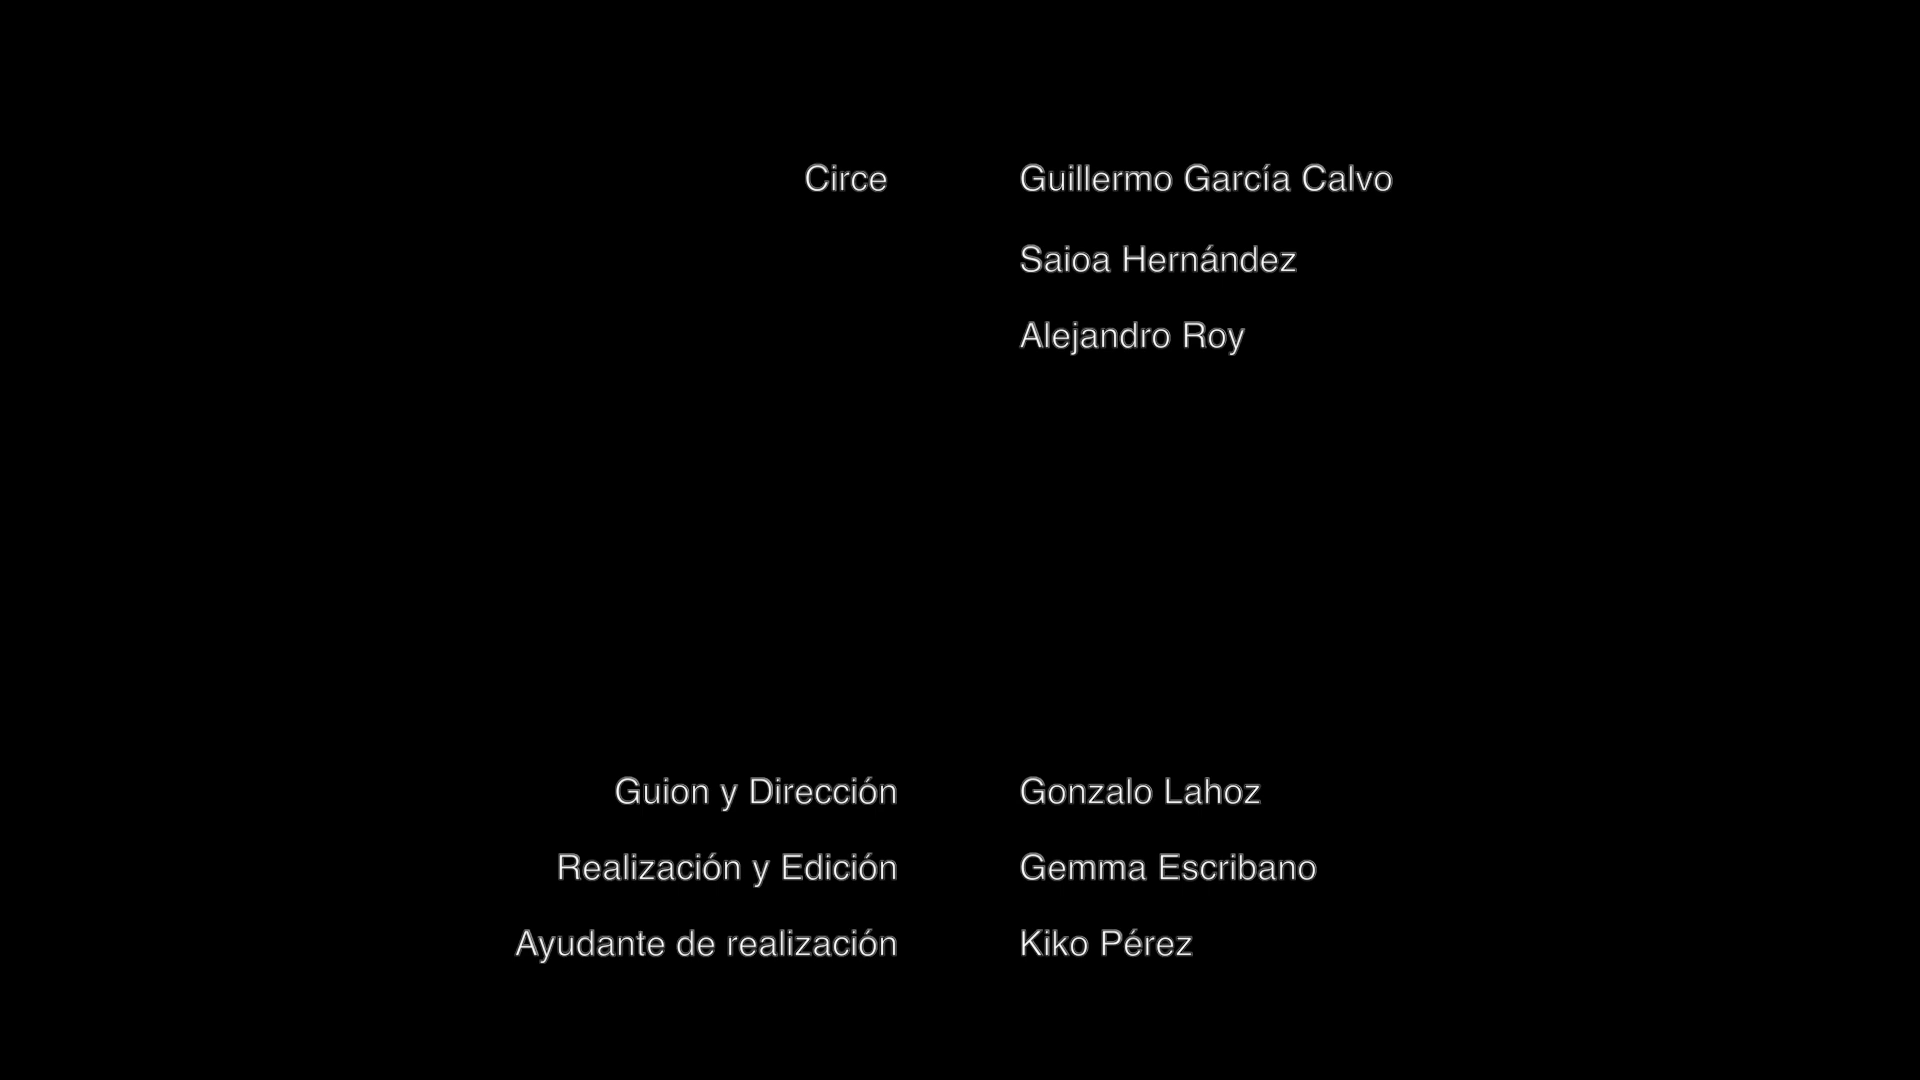 Circe Guillermo García Calvo
Saioa Hernández
Alejandro Roy
Guion y Dirección Gonzalo Lahoz
Realización y Edición Gemma Escribano
Ayudante de realización Kiko Pérez